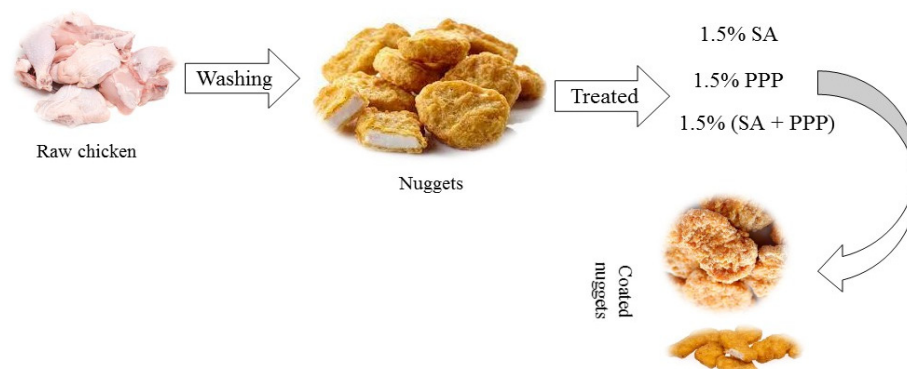 Raw chicken
Washing
Nuggets
Treated
1.5% SA
1.5% PPP
1.5% (SA + PPP)
Coated
nuggets